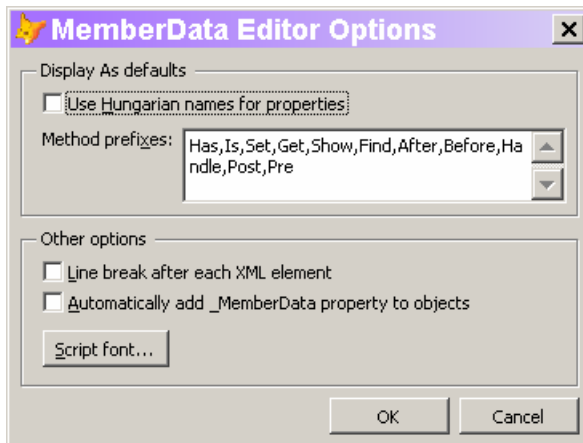 MemberData Editor Options
Display As defaults
Use Hungarian names for properties
Method prefixes:
Has,Is,Set,Get,Show,Find,After,Before,Ha
ndle,Post,Pre
Other options
Line break after each XML element
Automatically add _MemberData property to objects
Script font...
OK
Cancel